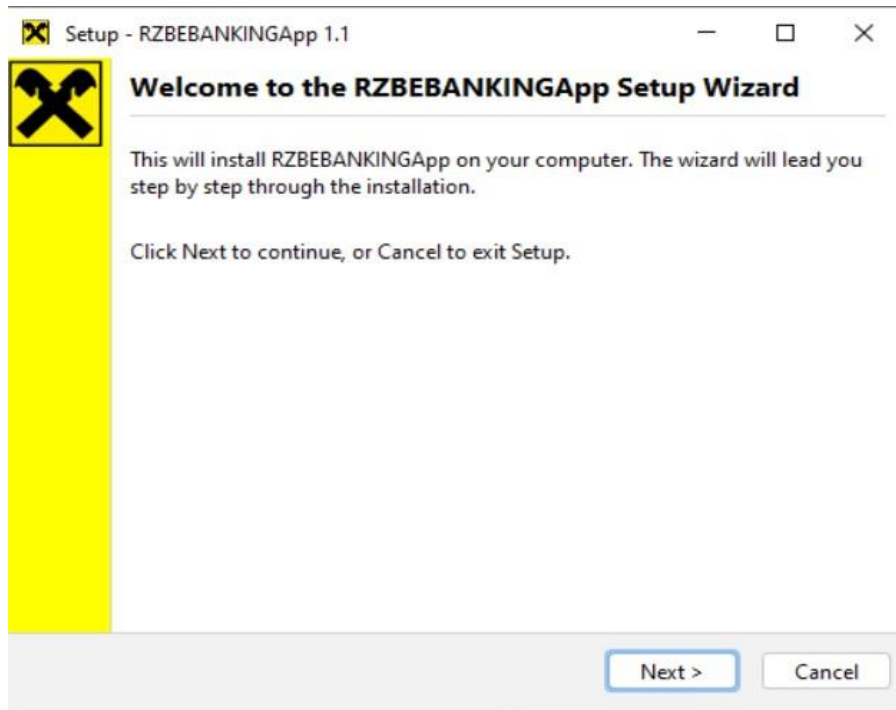 Setup - RZBEBANKINGApp 1.1
Welcome to the RZBEBANKINGApp Setup Wizard
This will install RZBEBANKINGApp on your computer. The wizard will lead you
step by step through the installation.
Click Next to continue, or Cancel to exit Setup.
Next >
Cancel